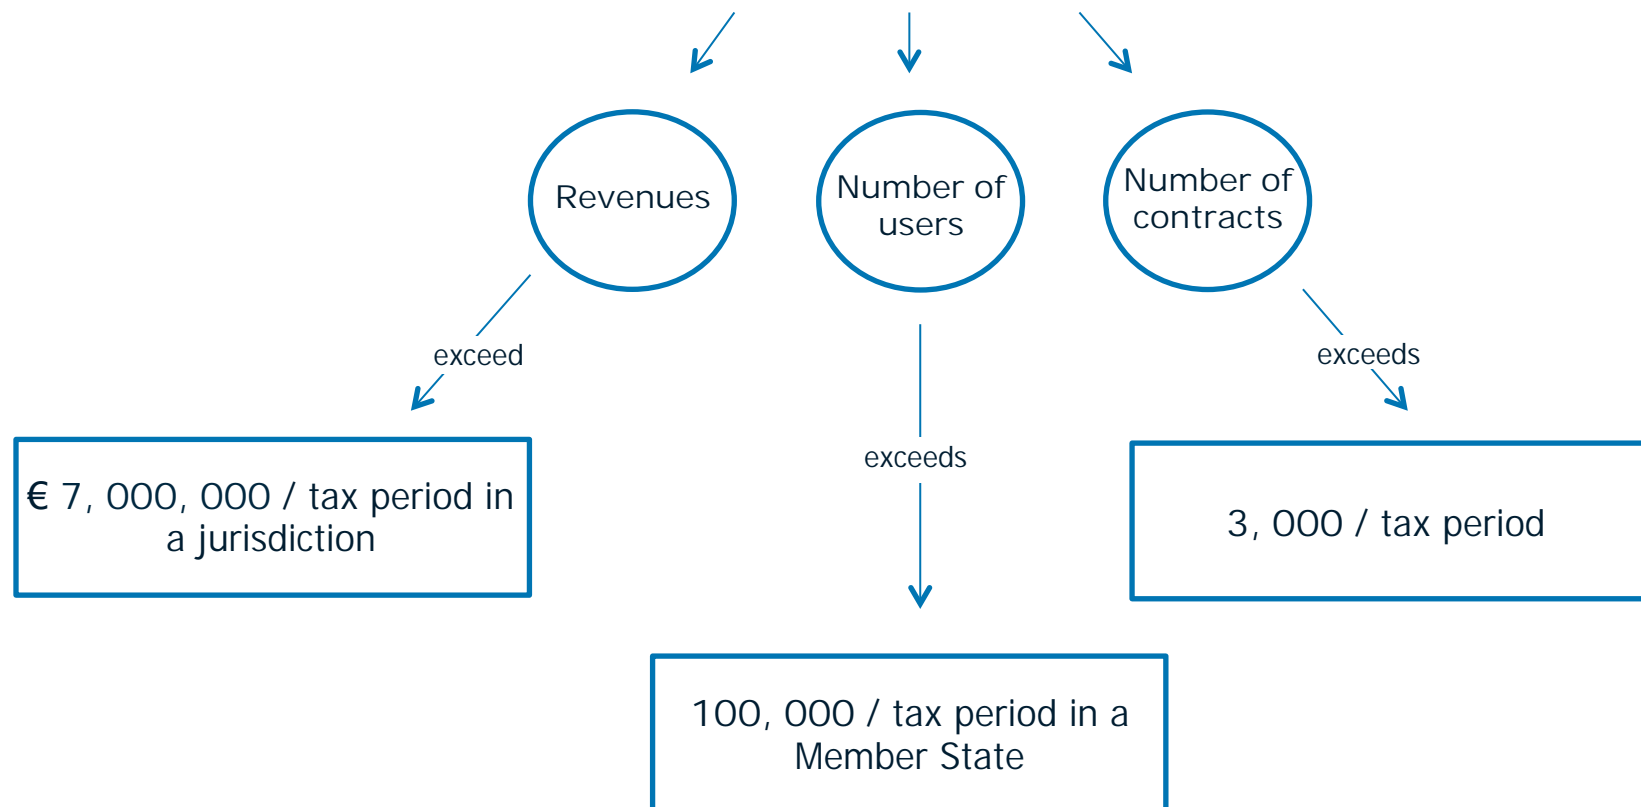 Revenues
Number of
users
Number of
contracts
exceed
exceeds
exceeds
€ 7, 000, 000 / tax period in
a jurisdiction
3, 000 / tax period
100, 000 / tax period in a
Member State